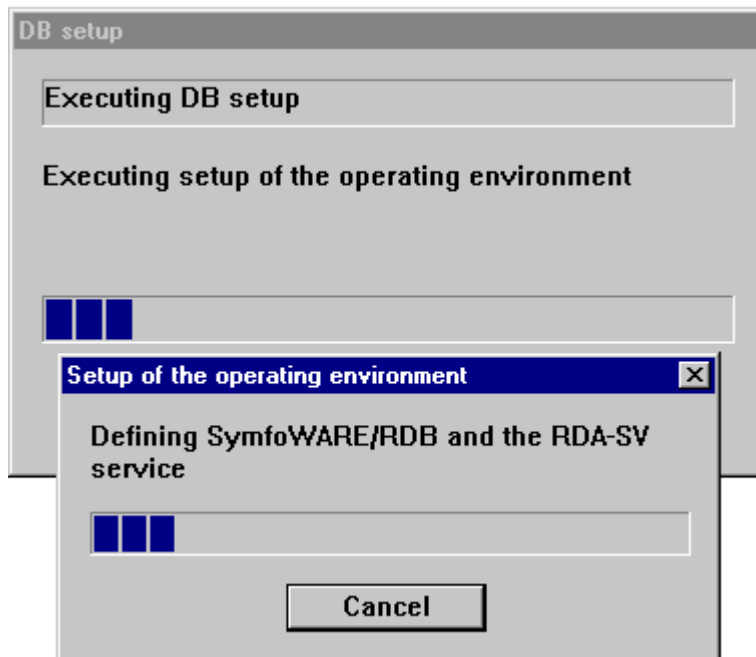 DB setup
Executing DB setup
Executing setup of the operating environment
Setup of the operating environment
Defining SymfoWARE/RDB and the RDA-SV
service
Cancel